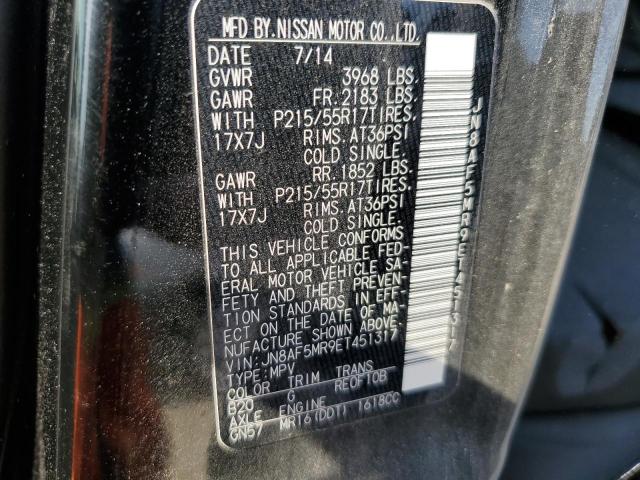 MFD BY. NISSAN MOTOR CO., LTD.
DATE 7/14
GVWR 3968 LBS.
GAWR FR. 2183 LBS.
WITH P215/55R17TIRES.
17X7J RIMS. AT36PSI
COLD SINGLE.
GAWR RR. 1852 LBS.
WITH P215/55R17TIRES.
17X7J RIMS. AT36PSI
COLD SINGLE.
THIS VEHICLE CONFORMS
TO ALL APPLICABLE FED-
ERAL MOTOR VEHICLE SA-
FETY AND THEFT PREVEN-
TION STANDARDS IN EFF-
ECT ON THE DATE OF MA-
NUFACTURE SHOWN ABOVE.
VIN: JN8AF5MR9ET451317
TYPE: MPV
COLOR TRIM TRANS
B20 G RE0F10B
AXLE ENGINE
GN57 MR16(DDT) 1618CC
JN8AF5MR9ET451317